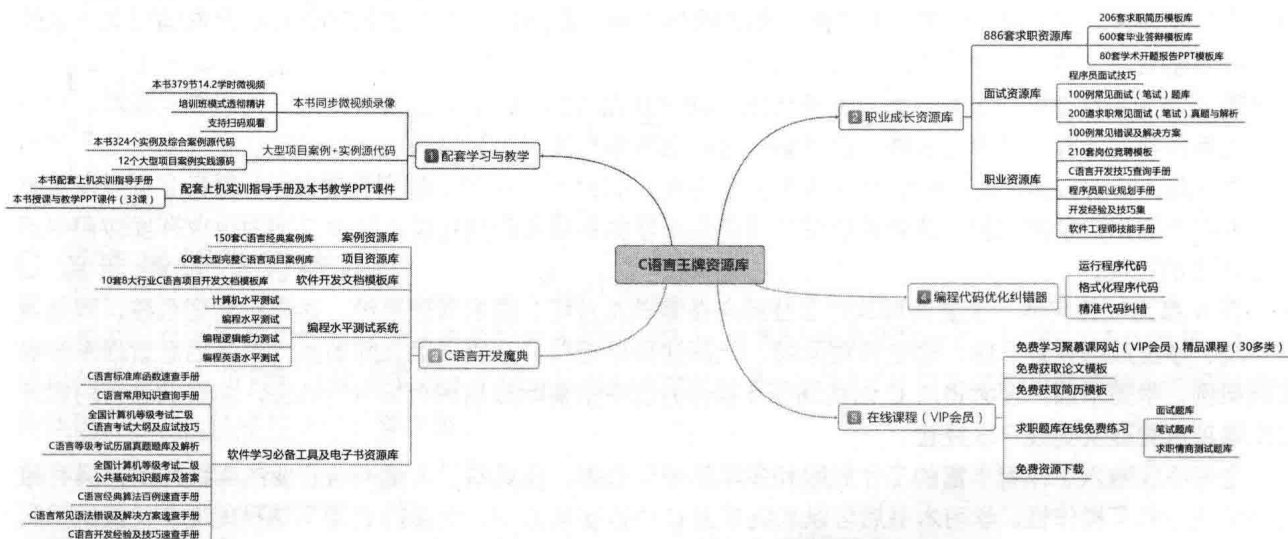 C语言王牌资源库
1 配套学习与教学
本书同步微视频录像
本书379节14.2学时微视频
培训班模式透彻精讲
支持扫码观看
大型项目案例+实例源代码
本书324个实例及综合案例源代码
12个大型项目案例实践源码
配套上机实训指导手册及本书教学PPT课件
本书配套上机实训指导手册
本书授课与教学PPT课件（33课）
C语言开发魔典
案例资源库
150套C语言经典案例库
项目资源库
60套大型完整C语言项目案例库
软件开发文档模板库
10套8大行业C语言项目开发文档模板库
编程水平测试系统
计算机水平测试
编程水平测试
编程逻辑能力测试
编程英语水平测试
软件学习必备工具及电子书资源库
C语言标准库函数速查手册
C语言常用知识查询手册
全国计算机等级考试二级
C语言考试大纲及应试技巧
C语言等级考试历届真题题库及解析
全国计算机等级考试二级
公共基础知识题库及答案
C语言经典算法百例速查手册
C语言常见语法错误及解决方案速查手册
C语言开发经验及技巧速查手册
职业成长资源库
886套求职资源库
206套求职简历模板库
600套毕业答辩模板库
80套学术开题报告PPT模板库
面试资源库
程序员面试技巧
100例常见面试（笔试）题库
200道求职常见面试（笔试）真题与解析
职业资源库
100例常见错误及解决方案
210套岗位竞聘模板
C语言开发技巧查询手册
程序员职业规划手册
开发经验及技巧集
软件工程师技能手册
4 编程代码优化纠错器
运行程序代码
格式化程序代码
精准代码纠错
在线课程（VIP会员）
免费学习聚慕课网站（VIP会员）精品课程（30多类）
免费获取论文模板
免费获取简历模板
求职题库在线免费练习
面试题库
笔试题库
求职情商测试题库
免费资源下载